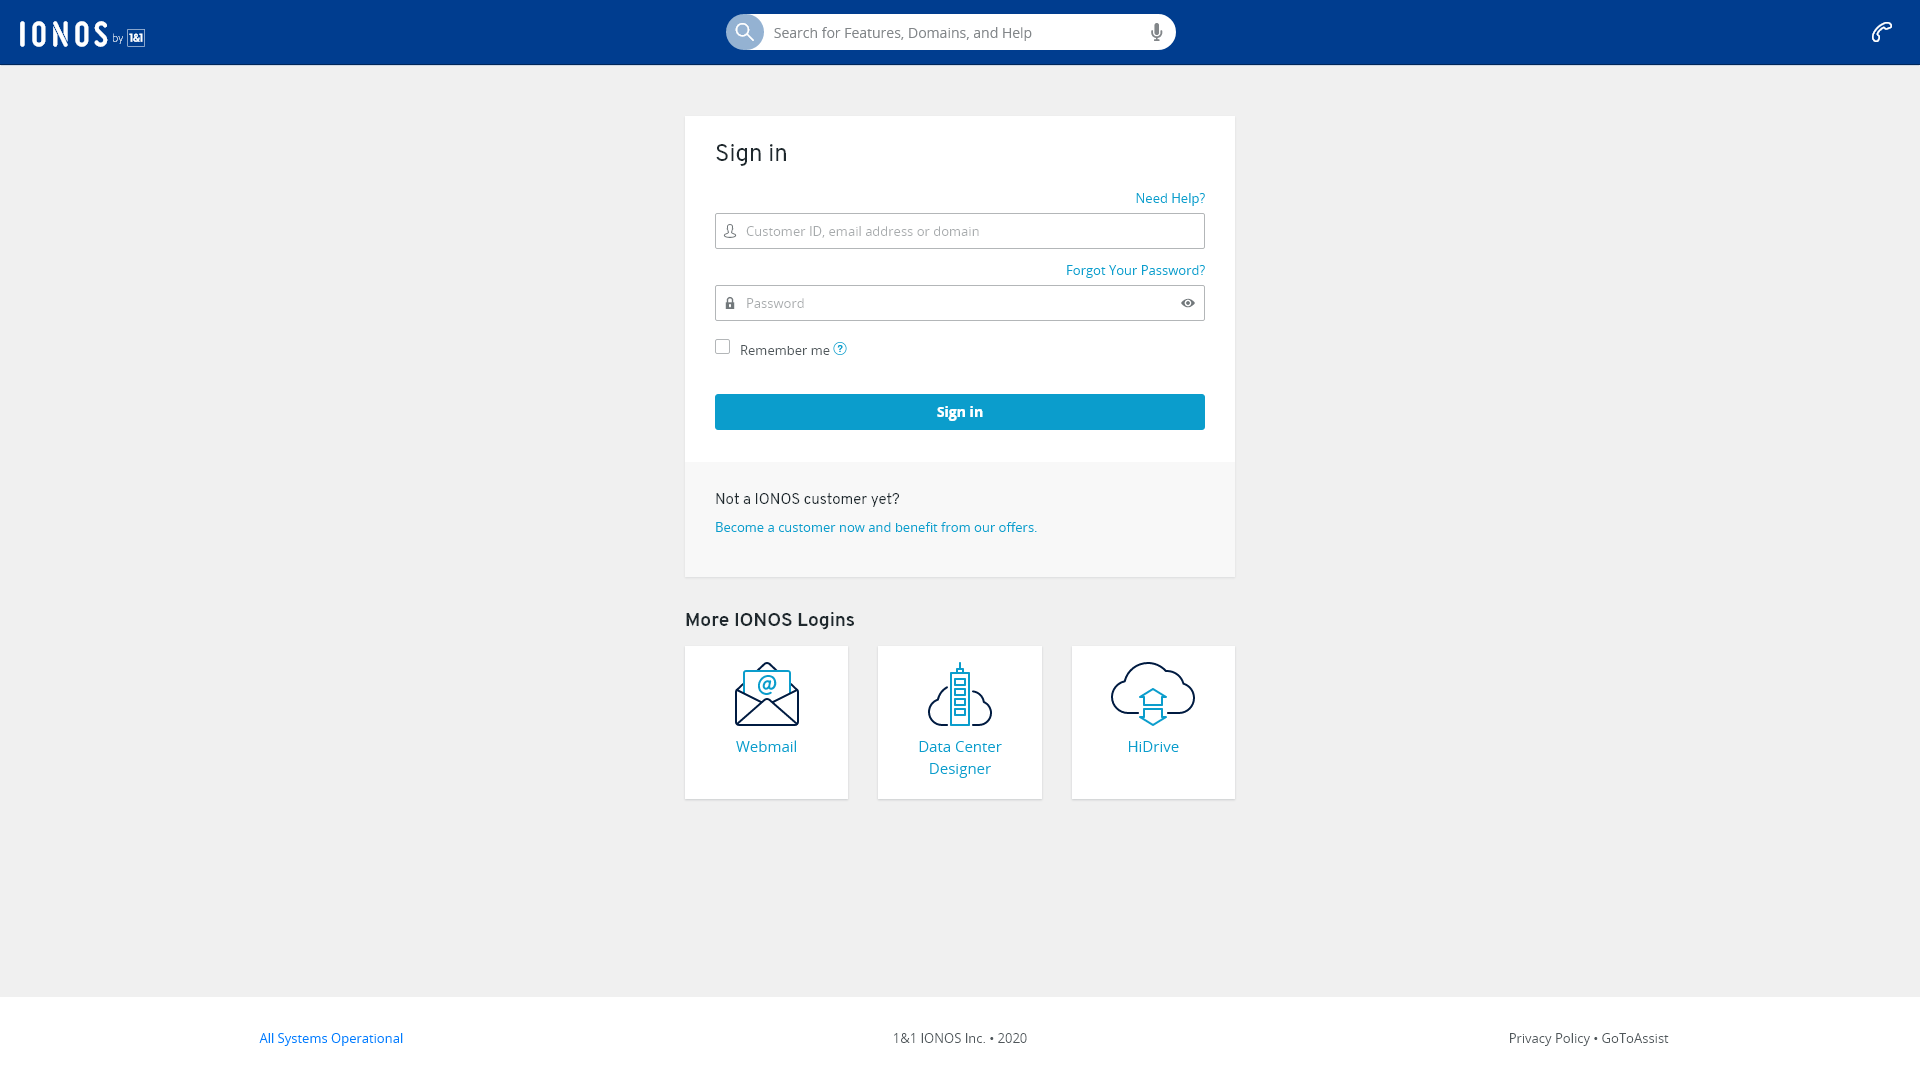 IONOS by 1&1
Search for Features, Domains, and Help
Sign in
Need Help?
Customer ID, email address or domain
Forgot Your Password?
Password
Remember me ?
Sign in
Not a IONOS customer yet?
Become a customer now and benefit from our offers.
More IONOS Logins
@
Webmail
Data Center
Designer
HiDrive
All Systems Operational
1&1 IONOS Inc. • 2020
Privacy Policy • GoToAssist